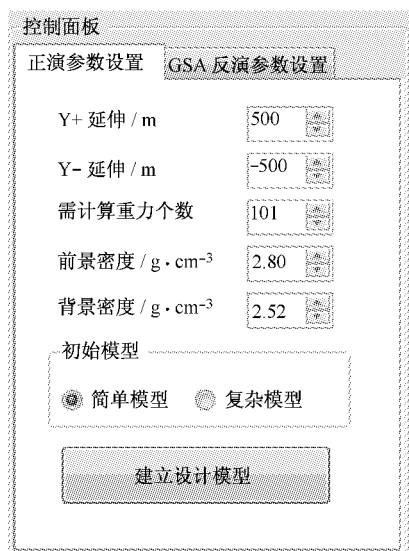 控制面板
正演参数设置 GSA 反演参数设置
Y+ 延伸 / m 500
Y− 延伸 / m −500
需计算重力个数 101
前景密度 / g·cm⁻³ 2.80
背景密度 / g·cm⁻³ 2.52
初始模型
简单模型 复杂模型
建立设计模型